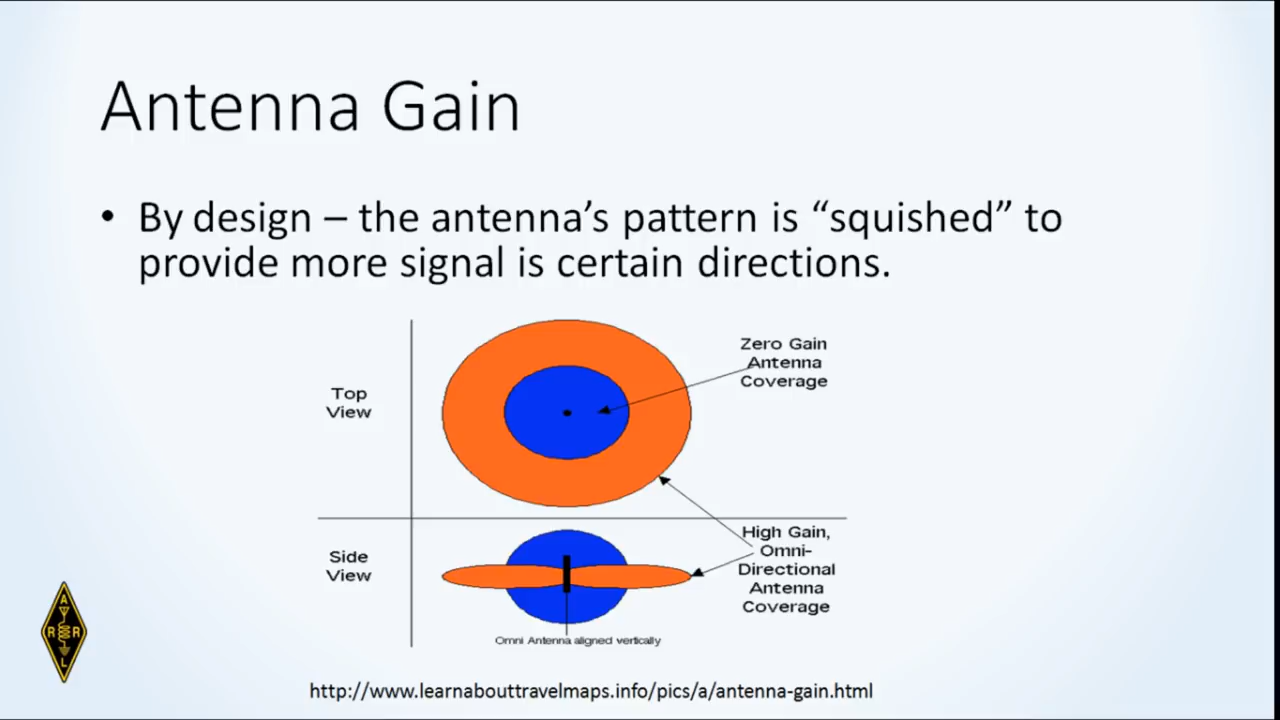 Antenna Gain
• By design – the antenna’s pattern is “squished” to
provide more signal is certain directions.
Zero Gain
Antenna
Coverage
Top
View
High Gain,
Omni-
Directional
Antenna
Coverage
Side
View
Omni Antenna aligned vertically
A
R R
L
http://www.learnabouttravelmaps.info/pics/a/antenna-gain.html